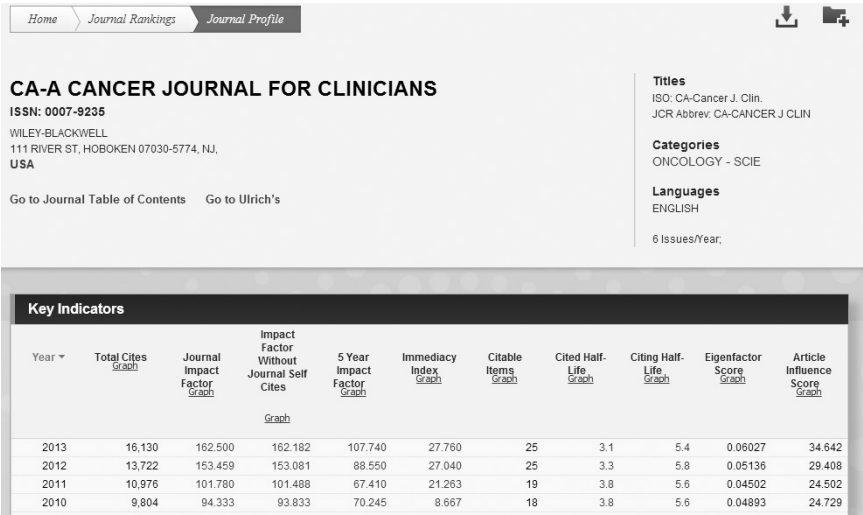 Home Journal Rankings Journal Profile
CA-A CANCER JOURNAL FOR CLINICIANS
ISSN: 0007-9235
WILEY-BLACKWELL
111 RIVER ST, HOBOKEN 07030-5774, NJ,
USA
Go to Journal Table of Contents Go to Ulrich's
Titles
ISO: CA-Cancer J. Clin.
JCR Abbrev: CA-CANCER J CLIN
Categories
ONCOLOGY - SCIE
Languages
ENGLISH
6 Issues/Year;
Key Indicators
Year Total Cites Graph Journal Impact Factor Graph Impact Factor Without Journal Self Cites Graph 5 Year Impact Factor Graph Immediacy Index Graph Citable Items Graph Cited Half-Life Graph Citing Half-Life Graph Eigenfactor Score Graph Article Influence Score Graph
2013 16,130 162.500 162.182 107.740 27.760 25 3.1 5.4 0.06027 34.642
2012 13,722 153.459 153.081 88.550 27.040 25 3.3 5.8 0.05136 29.408
2011 10,976 101.780 101.488 67.410 21.263 19 3.8 5.6 0.04502 24.502
2010 9,804 94.333 93.833 70.245 8.667 18 3.8 5.6 0.04893 24.729